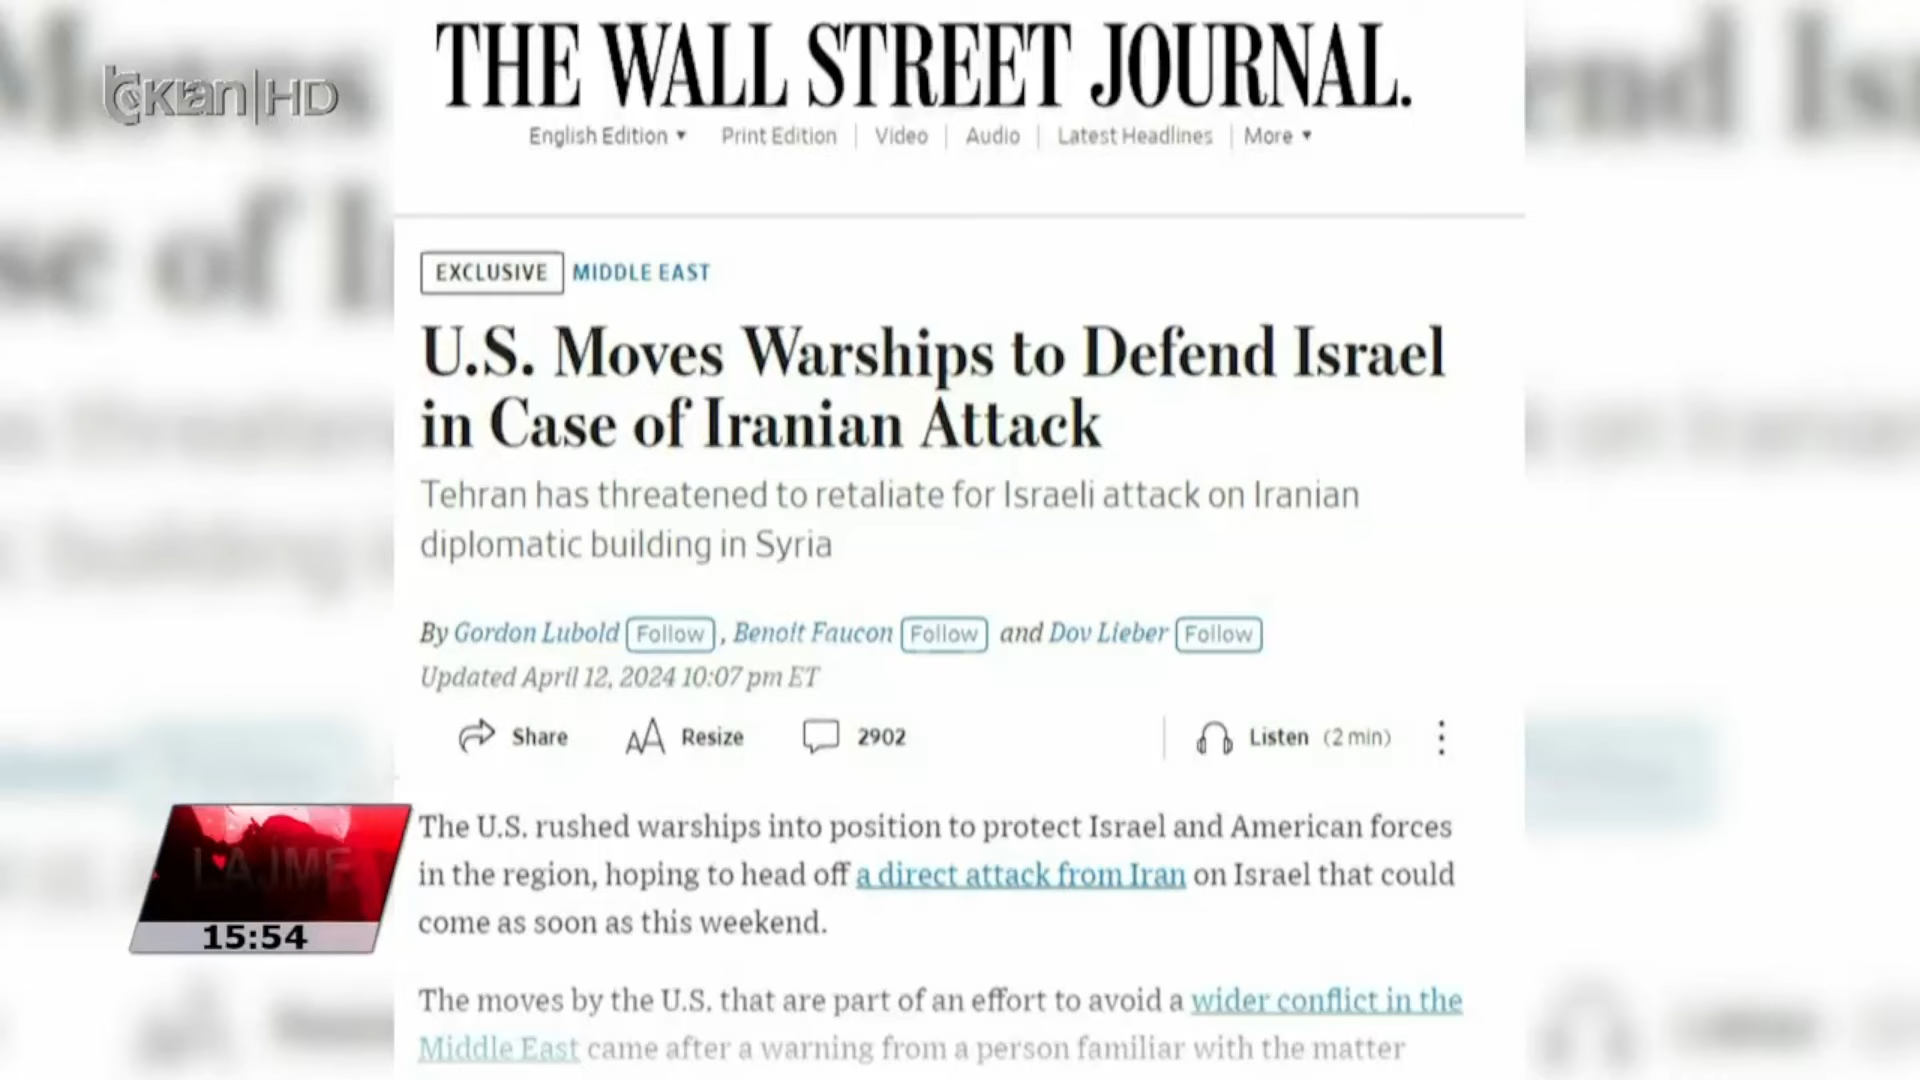 tvklan|HD
THE WALL STREET JOURNAL.
English Edition ▾ Print Edition | Video | Audio | Latest Headlines | More ▾
EXCLUSIVE MIDDLE EAST
U.S. Moves Warships to Defend Israel
in Case of Iranian Attack
Tehran has threatened to retaliate for Israeli attack on Iranian
diplomatic building in Syria
By Gordon Lubold Follow , Benoit Faucon Follow and Dov Lieber Follow
Updated April 12, 2024 10:07 pm ET
Share AA Resize 2902 Listen (2 min)
The U.S. rushed warships into position to protect Israel and American forces
in the region, hoping to head off a direct attack from Iran on Israel that could
come as soon as this weekend.
The moves by the U.S. that are part of an effort to avoid a wider conflict in the
Middle East came after a warning from a person familiar with the matter
LAJME
15:54